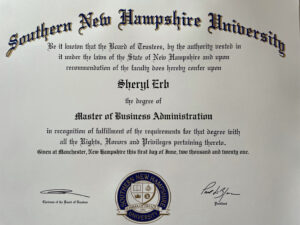 Southern New Hampshire University
Be it known that the Board of Trustees, by the authority vested in
it under the laws of the State of New Hampshire and upon
recommendation of the faculty does hereby confer upon
Sheryl Erb
the degree of
Master of Business Administration
in recognition of fulfillment of the requirements for that degree with
all the Rights, Honors and Privileges pertaining thereto.
Given at Manchester, New Hampshire this first day of June, two thousand and twenty one.
Chairman of the Board of Trustees
President
SOUTHERN NEW HAMPSHIRE
UNIVERSITY